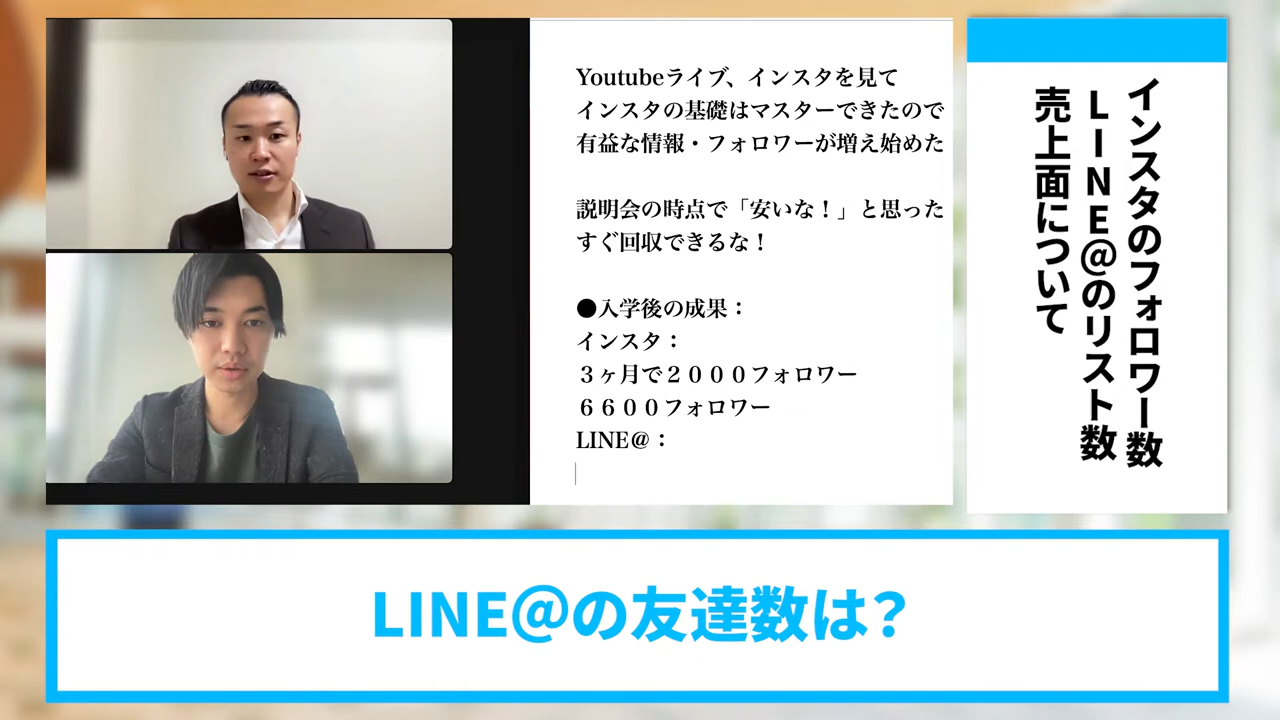 Youtubeライブ、インスタを見て
インスタの基礎はマスターできたので
有益な情報・フォロワーが増え始めた
説明会の時点で「安いな！」と思った
すぐ回収できるな！
●入学後の成果：
インスタ：
３ヶ月で２０００フォロワー
６６００フォロワー
LINE@：
インスタのフォロワー数
LINE@のリスト数
売上面について
LINE@の友達数は？